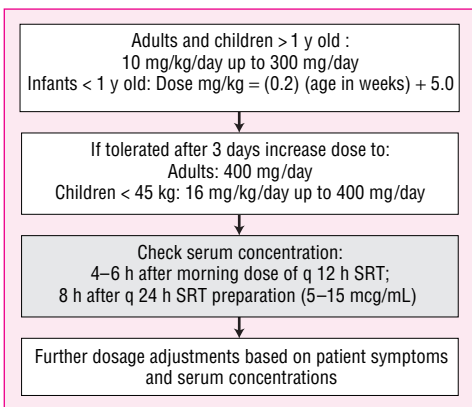 Adults and children > 1 y old :
10 mg/kg/day up to 300 mg/day
Infants < 1 y old: Dose mg/kg = (0.2) (age in weeks) + 5.0
If tolerated after 3 days increase dose to:
Adults: 400 mg/day
Children < 45 kg: 16 mg/kg/day up to 400 mg/day
Check serum concentration:
4–6 h after morning dose of q 12 h SRT;
8 h after q 24 h SRT preparation (5–15 mcg/mL)
Further dosage adjustments based on patient symptoms
and serum concentrations